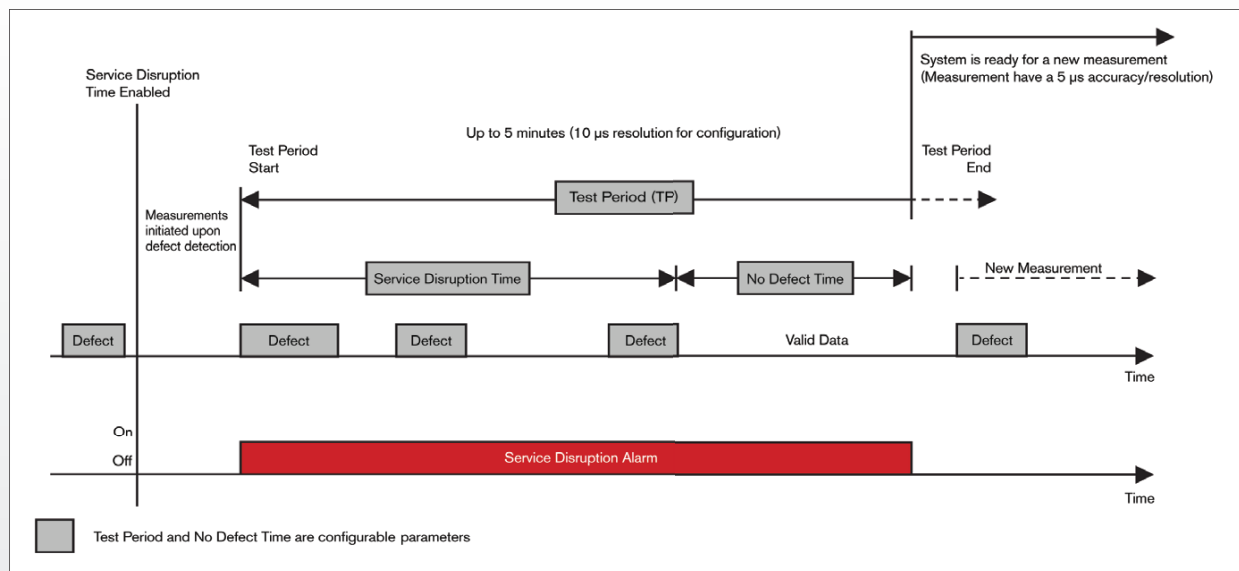 System is ready for a new measurement
(Measurement have a 5 µs accuracy/resolution)
Service Disruption
Time Enabled
Up to 5 minutes (10 µs resolution for configuration)
Test Period
Start
Test Period
End
Test Period (TP)
Measurements
initiated upon
defect detection
Service Disruption Time
No Defect Time
New Measurement
Defect
Defect
Defect
Defect
Valid Data
Defect
Time
On
Off
Service Disruption Alarm
Time
Test Period and No Defect Time are configurable parameters